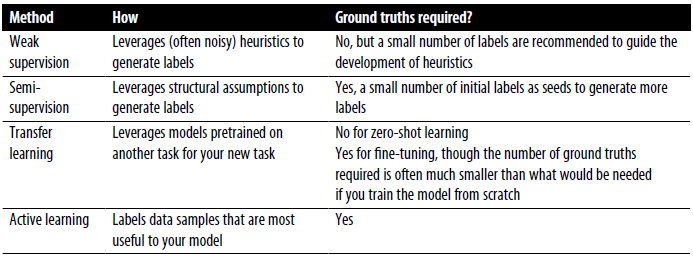 Method How Ground truths required?
Weak Leverages (often noisy) heuristics to No, but a small number of labels are recommended to guide the
supervision generate labels development of heuristics
Semi- Leverages structural assumptions to Yes, a small number of initial labels as seeds to generate more
supervision generate labels labels
Transfer Leverages models pretrained on No for zero-shot learning
learning another task for your new task Yes for fine-tuning, though the number of ground truths
required is often much smaller than what would be needed
if you train the model from scratch
Active learning Labels data samples that are most Yes
useful to your model